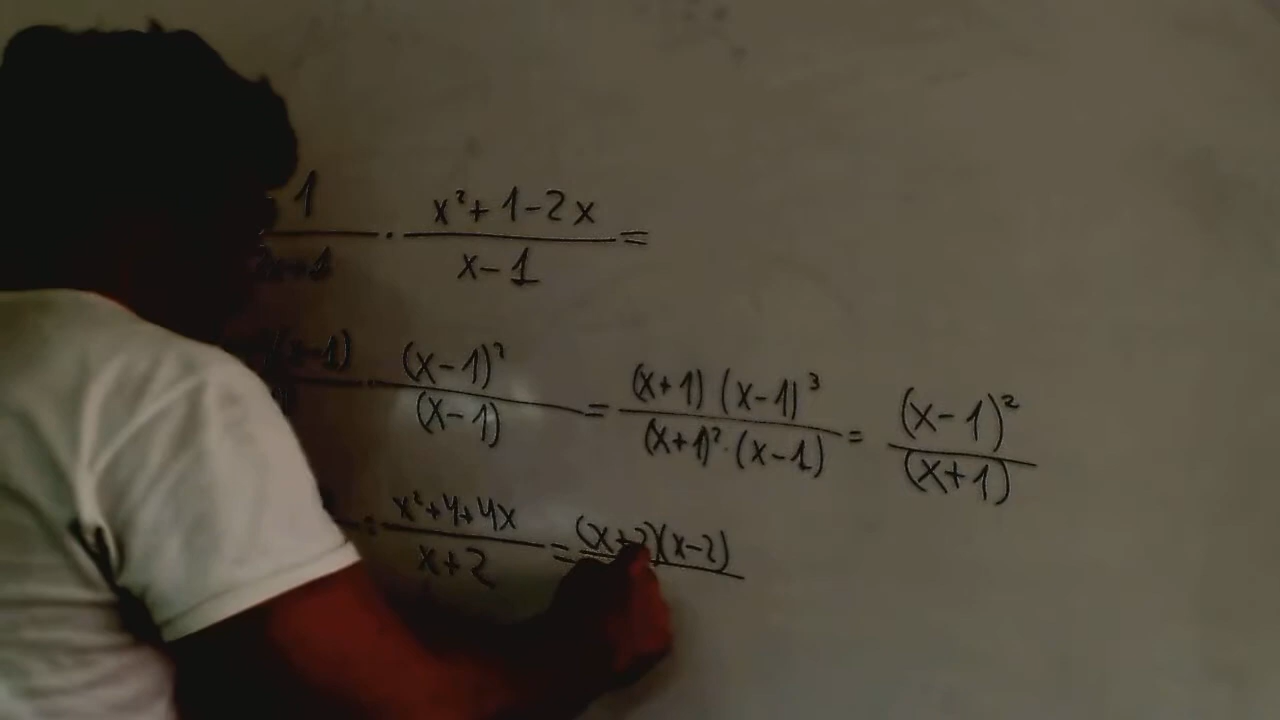 1 / · x²+1-2x / x-1 =
(x-1) / · (x-1)² / (x-1) = (x+1)(x-1)³ / (x+1)²·(x-1) = (x-1)² / (x+1)
= x²+4+4x / x+2 = (x+2)(x-2)